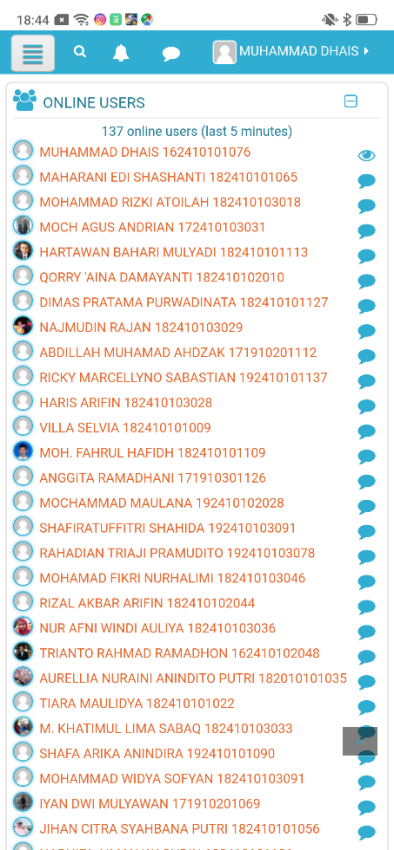 18:44
MUHAMMAD DHAIS
ONLINE USERS
137 online users (last 5 minutes)
MUHAMMAD DHAIS 162410101076
MAHARANI EDI SHASHANTI 182410101065
MOHAMMAD RIZKI ATOILAH 182410103018
MOCH AGUS ANDRIAN 172410103031
HARTAWAN BAHARI MULYADI 182410101113
QORRY 'AINA DAMAYANTI 182410102010
DIMAS PRATAMA PURWADINATA 182410101127
NAJMUDIN RAJAN 182410103029
ABDILLAH MUHAMAD AHDZAK 171910201112
RICKY MARCELLYNO SABASTIAN 192410101137
HARIS ARIFIN 182410103028
VILLA SELVIA 182410101009
MOH. FAHRUL HAFIDH 182410101109
ANGGITA RAMADHANI 171910301126
MOCHAMMAD MAULANA 192410102028
SHAFIRATUFFITRI SHAHIDA 192410103091
RAHADIAN TRIAJI PRAMUDITO 192410103078
MOHAMAD FIKRI NURHALIMI 182410103046
RIZAL AKBAR ARIFIN 182410102044
NUR AFNI WINDI AULIYA 182410103036
TRIANTO RAHMAD RAMADHON 162410102048
AURELLIA NURAINI ANINDITO PUTRI 182010101035
TIARA MAULIDYA 182410101022
M. KHATIMUL LIMA SABAQ 182410103033
SHAFA ARIKA ANINDIRA 192410101090
MOHAMMAD WIDYA SOFYAN 182410103091
IYAN DWI MULYAWAN 171910201069
JIHAN CITRA SYAHBANA PUTRI 182410101056